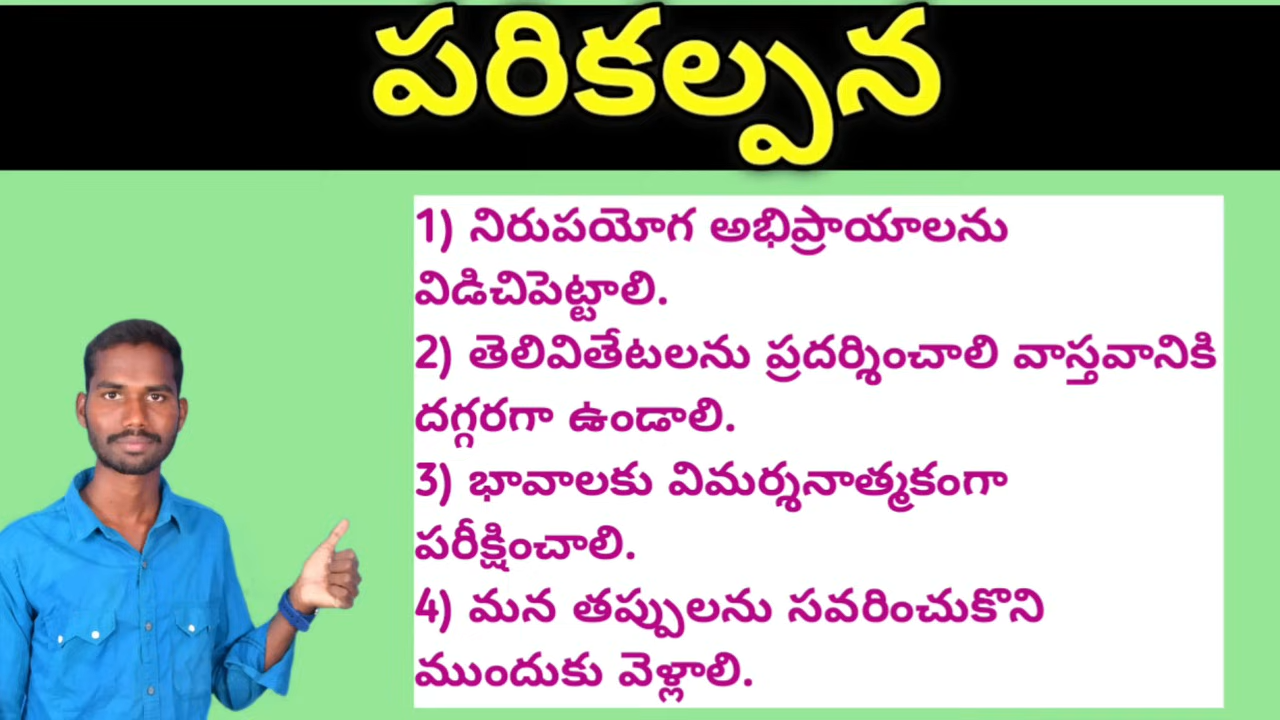 పరికల్పన
1) నిరుపయోగ అభిప్రాయాలను
విడిచిపెట్టాలి.
2) తెలివితేటలను ప్రదర్శించాలి వాస్తవానికి
దగ్గరగా ఉండాలి.
3) భావాలకు విమర్శనాత్మకంగా
పరీక్షించాలి.
4) మన తప్పులను సవరించుకొని
ముందుకు వెళ్లాలి.